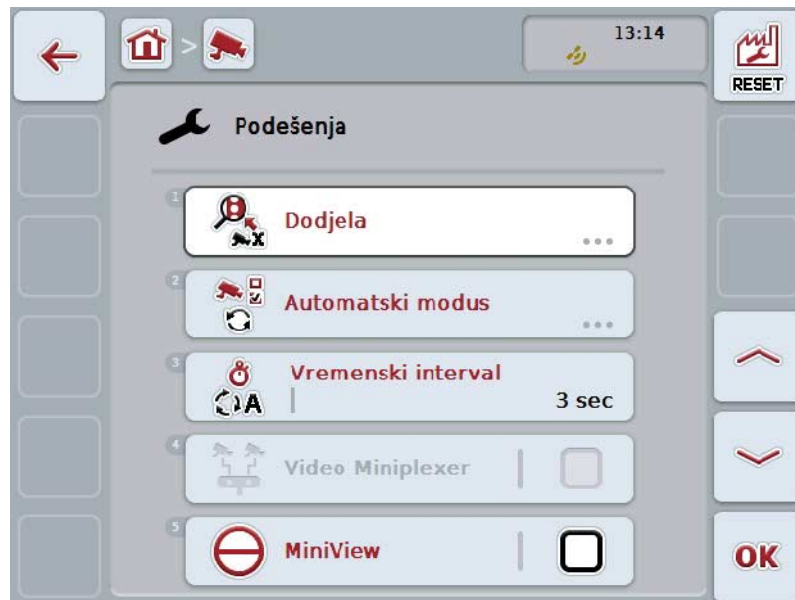 13:14
RESET
Podešenja
1
Dodjela
X
...
2
Automatski modus
...
3
Vremenski interval
A
3 sec
4
Video Miniplexer
5
MiniView
OK